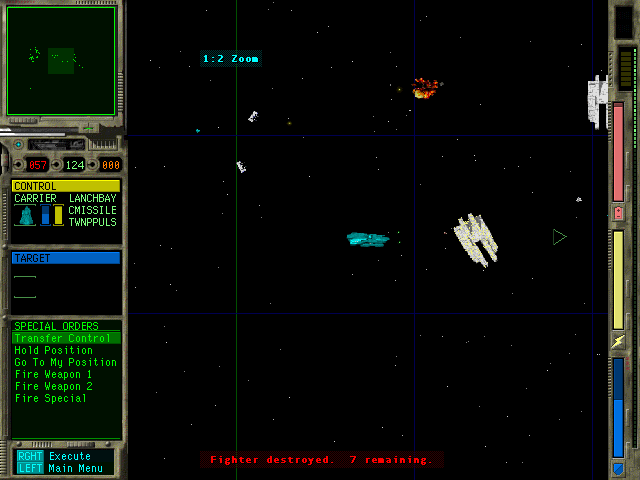 1:2 Zoom
057 124 000
CONTROL
CARRIER LANCHBAY
CMISSILE
TWNPPULS
TARGET
SPECIAL ORDERS
Transfer Control
Hold Position
Go To My Position
Fire Weapon 1
Fire Weapon 2
Fire Special
RGHT Execute
LEFT Main Menu
Fighter destroyed. 7 remaining.